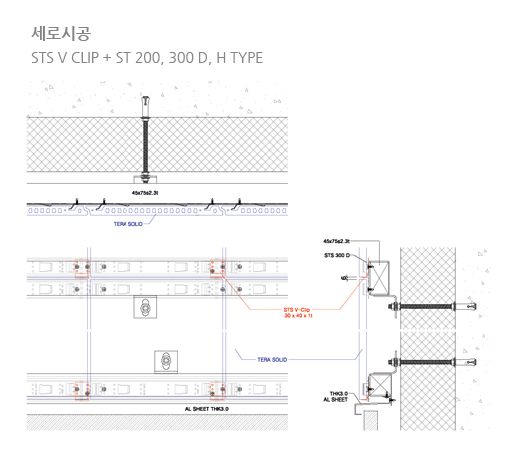 세로시공
STS V CLIP + ST 200, 300 D, H TYPE
45x75x2.3t
TERA SOLID
45x75x2.3t
STS 300 D
STS V-Clip
30 x 40 x 1t
TERA SOLID
THK3.0
AL SHEET
AL SHEET THK3.0